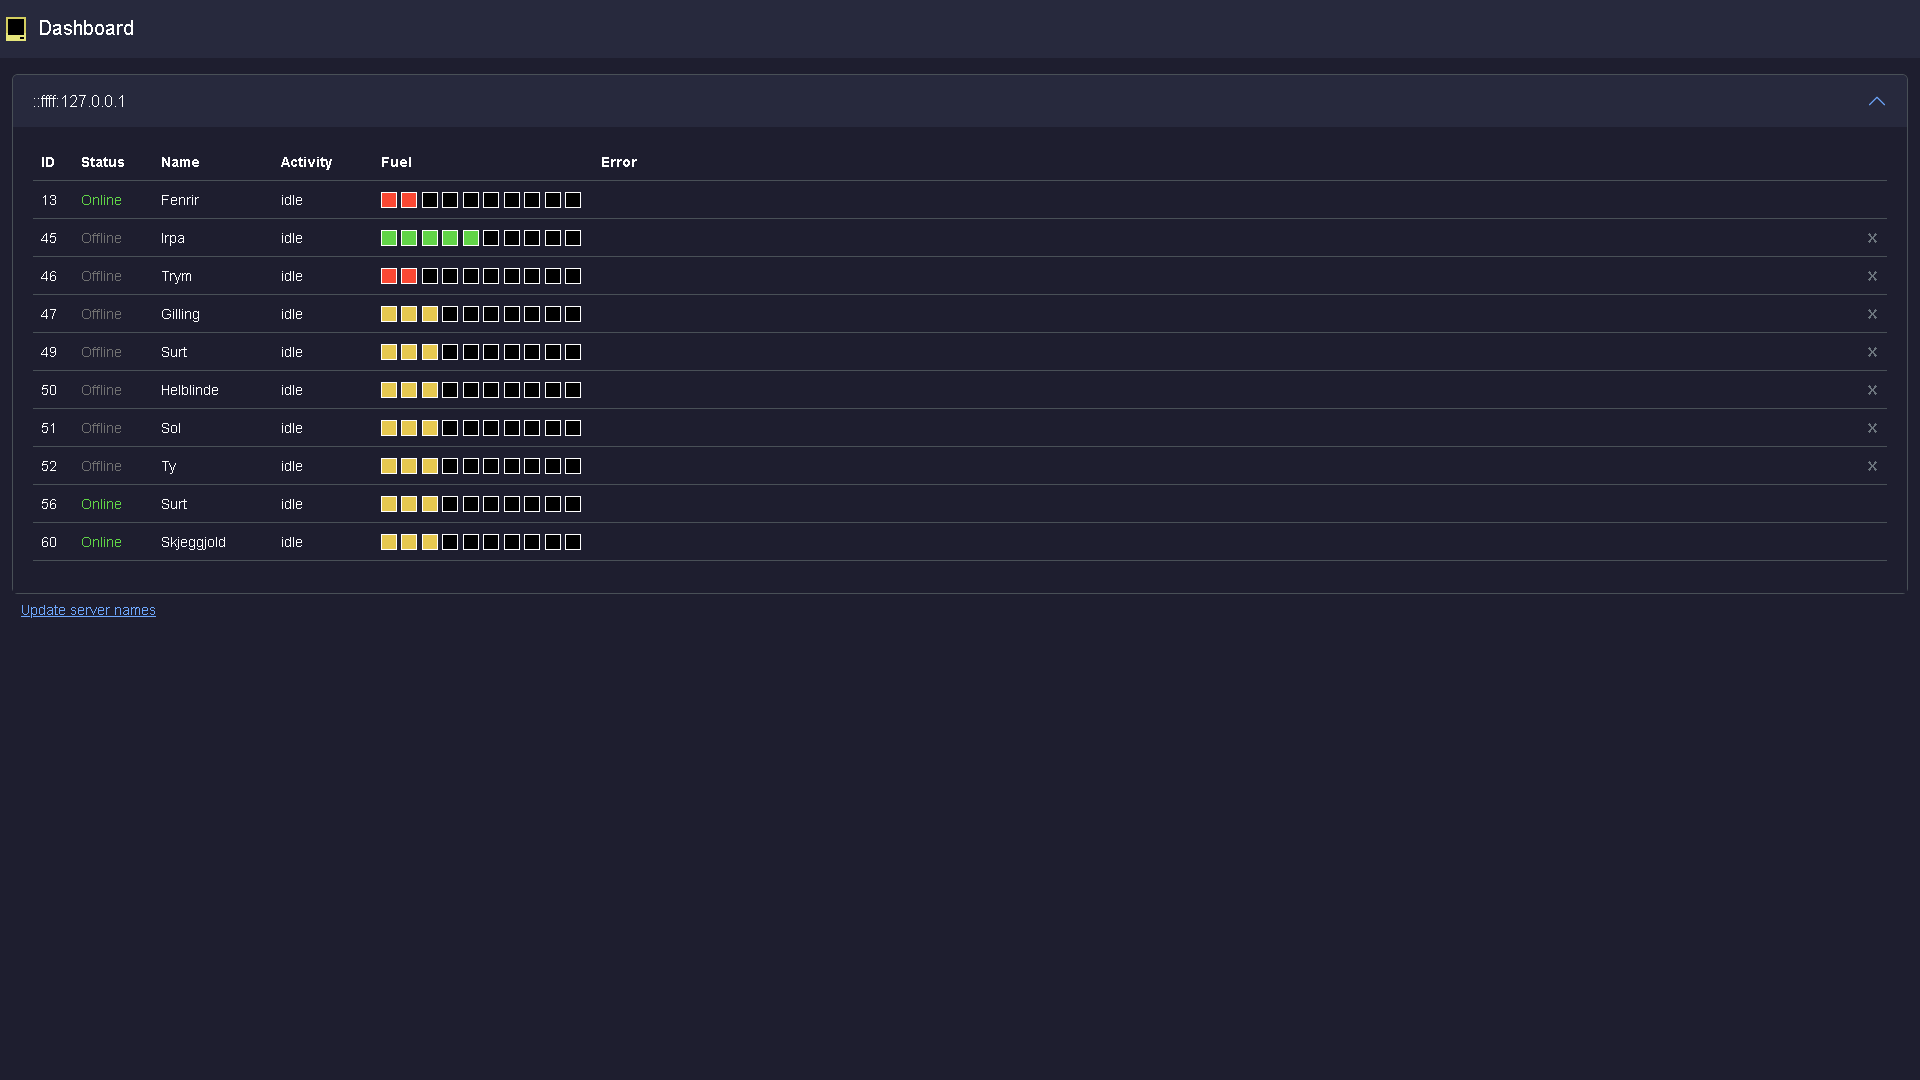 Dashboard
::ffff:127.0.0.1
ID Status Name Activity Fuel Error
13 Online Fenrir idle
45 Offline Irpa idle X
46 Offline Trym idle X
47 Offline Gilling idle X
49 Offline Surt idle X
50 Offline Helblinde idle X
51 Offline Sol idle X
52 Offline Ty idle X
56 Online Surt idle
60 Online Skjeggjold idle
Update server names